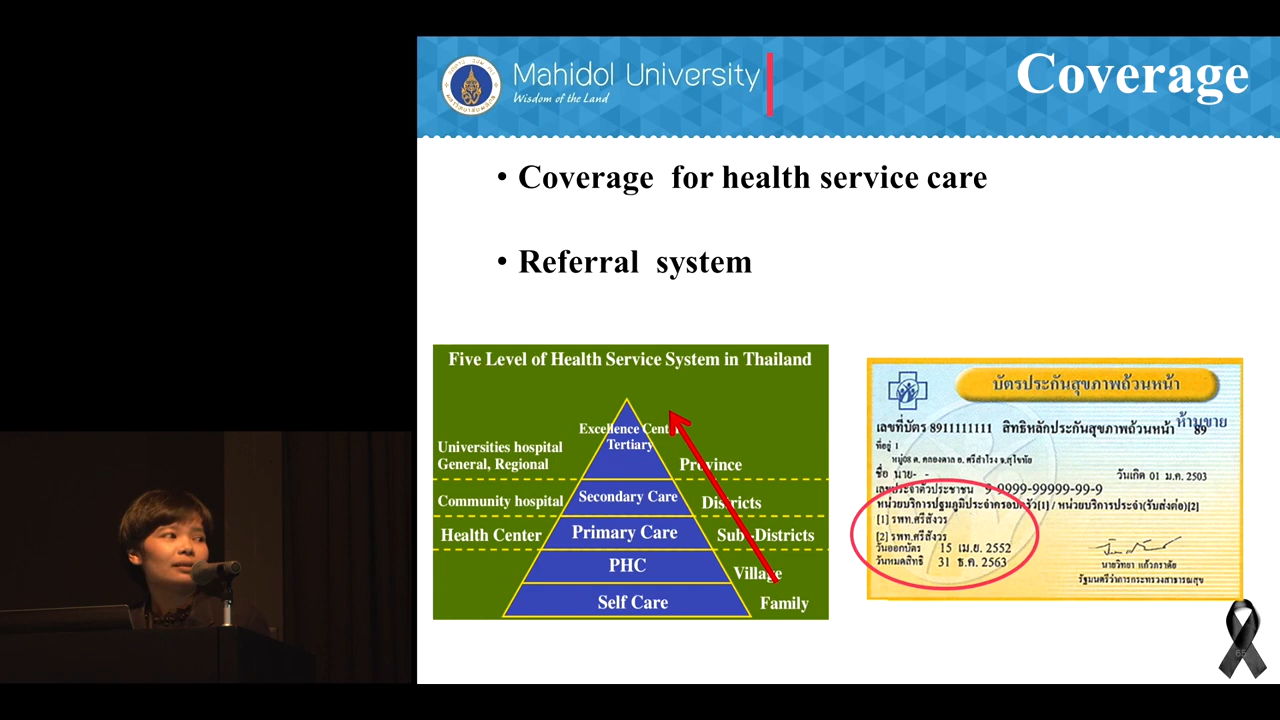 Mahidol University
Wisdom of the Land
Coverage
• Coverage for health service care
• Referral system
Five Level of Health Service System in Thailand
Excellence
Tertiary
Universities hospital
General, Regional
Province
Community hospital
Secondary Care
Districts
Health Center
Primary Care
Sub-Districts
PHC
Village
Self Care
Family
บัตรประกันสุขภาพถ้วนหน้า
เลขที่บัตร 8911111111 สิทธิหลักประกันสุขภาพถ้วนหน้า 89
ห้ามขาย
ที่อยู่ 1
หมู่08 ต. คลองตาล อ. ศรีสำโรง จ.สุโขทัย
ชื่อ นาย- -
วันเกิด 01 ม.ค. 2503
เลขประจำตัวประชาชน 9-9999-99999-99-9
หน่วยบริการปฐมภูมิประจำครอบครัว[1] / หน่วยบริการประจำ(รับส่งต่อ)[2]
[1] รพท.ศรีสังวร
[2] รพท.ศรีสังวร
วันออกบัตร 15 เม.ย. 2552
วันหมดสิทธิ 31 ธ.ค. 2563
นายวิทยา แก้วภราดัย
รัฐมนตรีว่าการกระทรวงสาธารณสุข
65